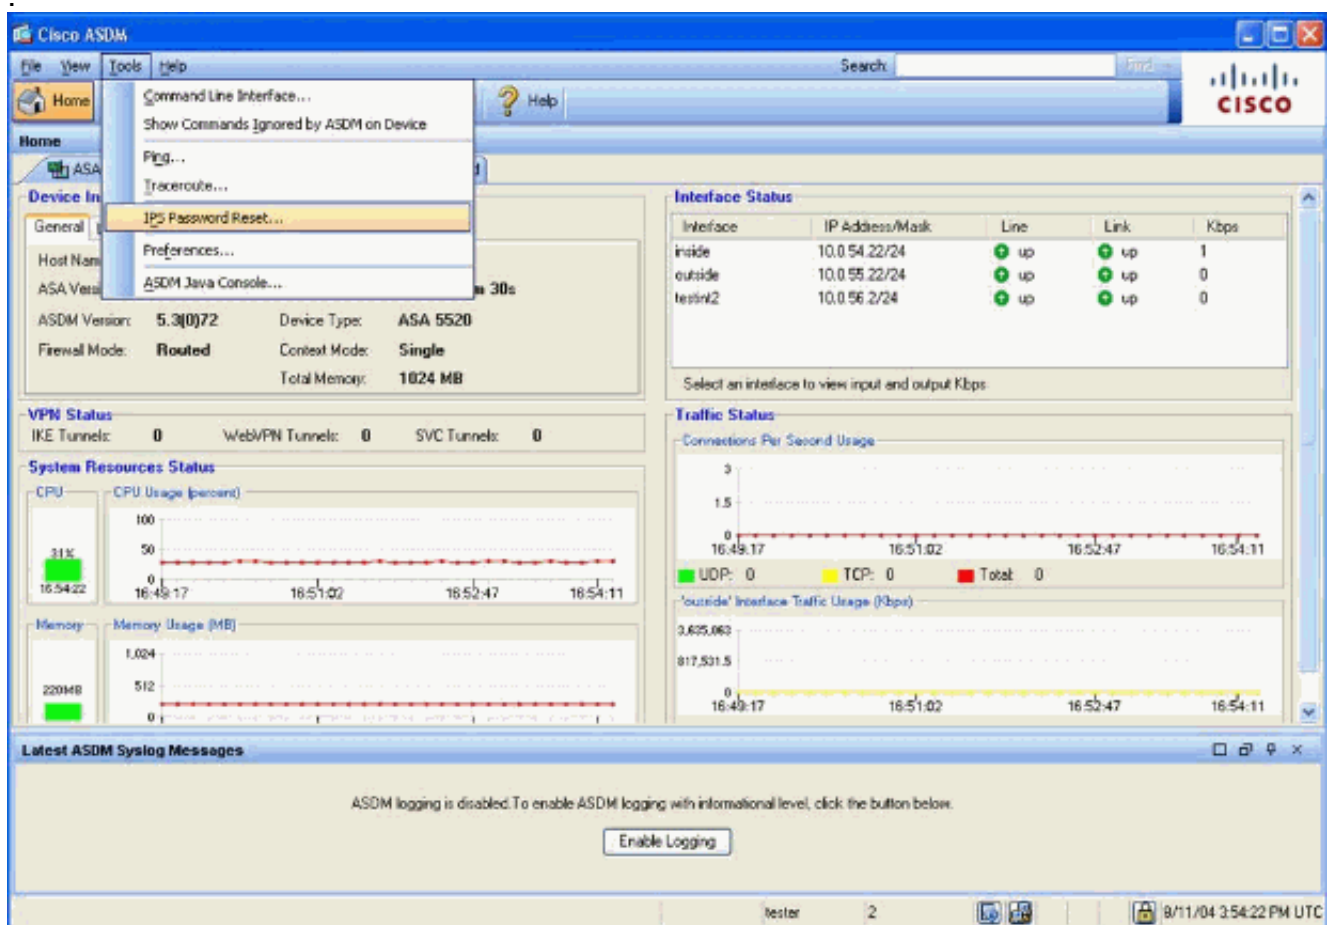 .
Cisco ASDM
File View Tools Help
Search:
Find
Home
Help
CISCO
Command Line Interface...
Show Commands Ignored by ASDM on Device
Ping...
Traceroute...
IPS Password Reset...
Preferences...
ASDM Java Console...
Home
ASA
Device In
General
Host Nam
ASA Versi
30s
ASDM Version: 5.3(0)72 Device Type: ASA 5520
Firewall Mode: Routed Context Mode: Single
Total Memory: 1024 MB
Interface Status
Interface IP Address/Mask Line Link Kbps
inside 10.0.54.22/24 up up 1
outside 10.0.55.22/24 up up 0
testint2 10.0.56.2/24 up up 0
Select an interface to view input and output Kbps
VPN Status
IKE Tunnels: 0 WebVPN Tunnels: 0 SVC Tunnels: 0
System Resources Status
CPU
31%
16:54:22
CPU Usage (percent)
100
50
0
16:49:17 16:51:02 16:52:47 16:54:11
Memory
220MB
Memory Usage (MB)
1,024
512
0
Traffic Status
Connections Per Second Usage
3
1.5
0
16:49:17 16:51:02 16:52:47 16:54:11
UDP: 0 TCP: 0 Total: 0
'outside' Interface Traffic Usage (Kbps)
817,531.5
0
16:49:17 16:51:02 16:52:47 16:54:11
Latest ASDM Syslog Messages
ASDM logging is disabled.To enable ASDM logging with informational level, click the button below.
Enable Logging
tester 2 8/11/04 3:54:22 PM UTC